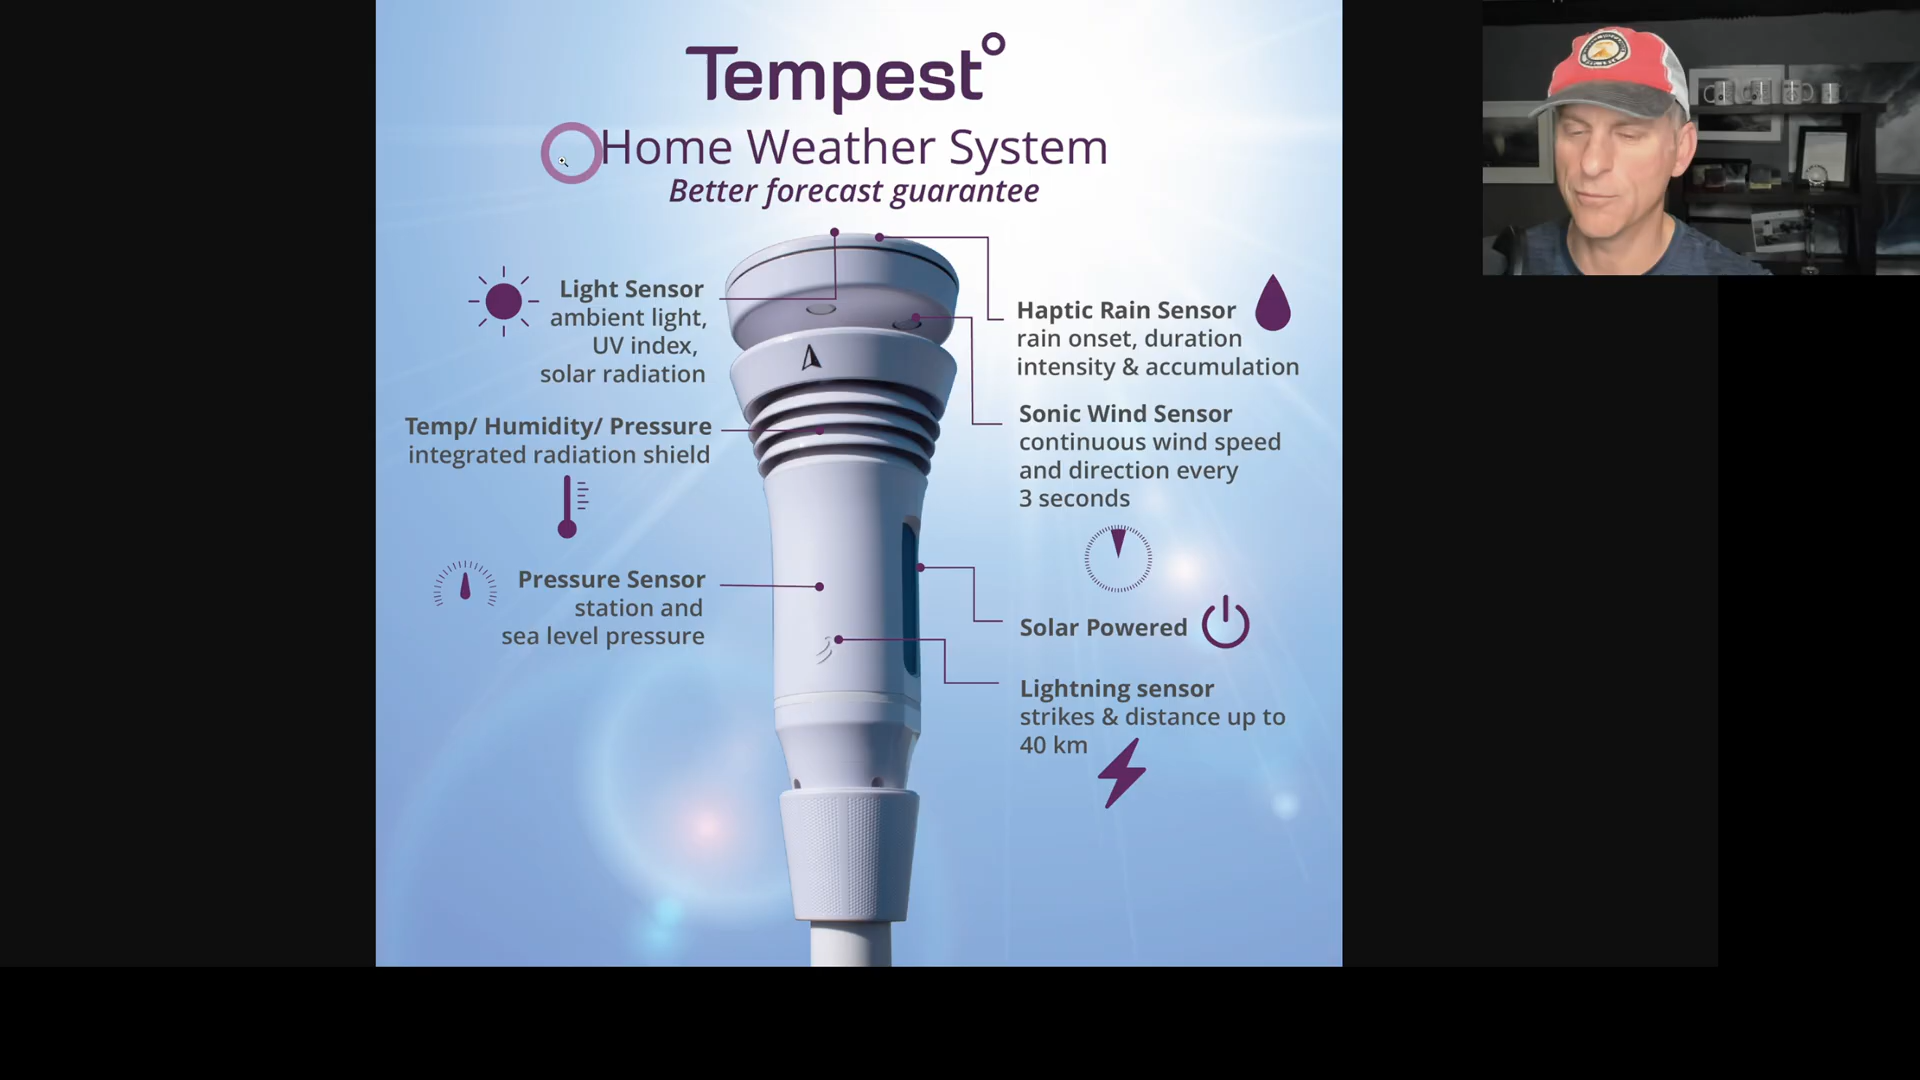 Tempest°
Home Weather System
Better forecast guarantee
Light Sensor
ambient light,
UV index,
solar radiation
Temp/ Humidity/ Pressure
integrated radiation shield
Pressure Sensor
station and
sea level pressure
Haptic Rain Sensor
rain onset, duration
intensity & accumulation
Sonic Wind Sensor
continuous wind speed
and direction every
3 seconds
Solar Powered
Lightning sensor
strikes & distance up to
40 km